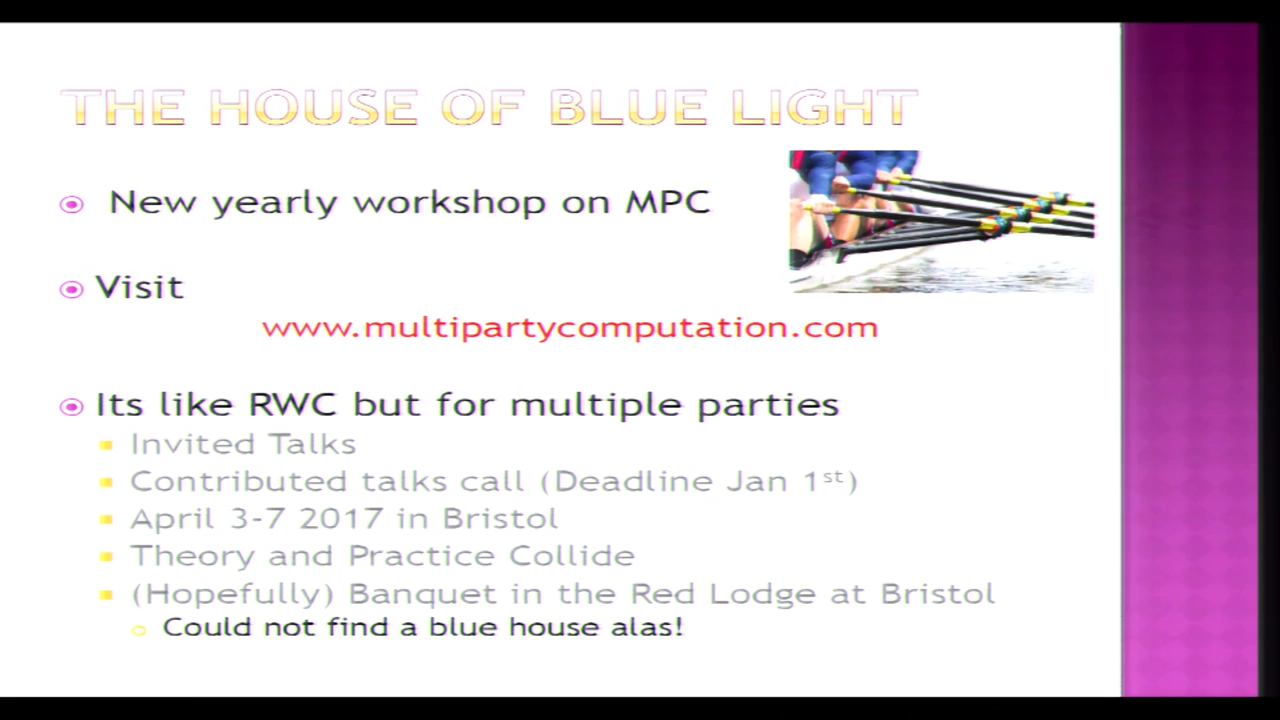 THE HOUSE OF BLUE LIGHT
New yearly workshop on MPC
Visit
www.multipartycomputation.com
Its like RWC but for multiple parties
Invited Talks
Contributed talks call (Deadline Jan 1st)
April 3-7 2017 in Bristol
Theory and Practice Collide
(Hopefully) Banquet in the Red Lodge at Bristol
Could not find a blue house alas!